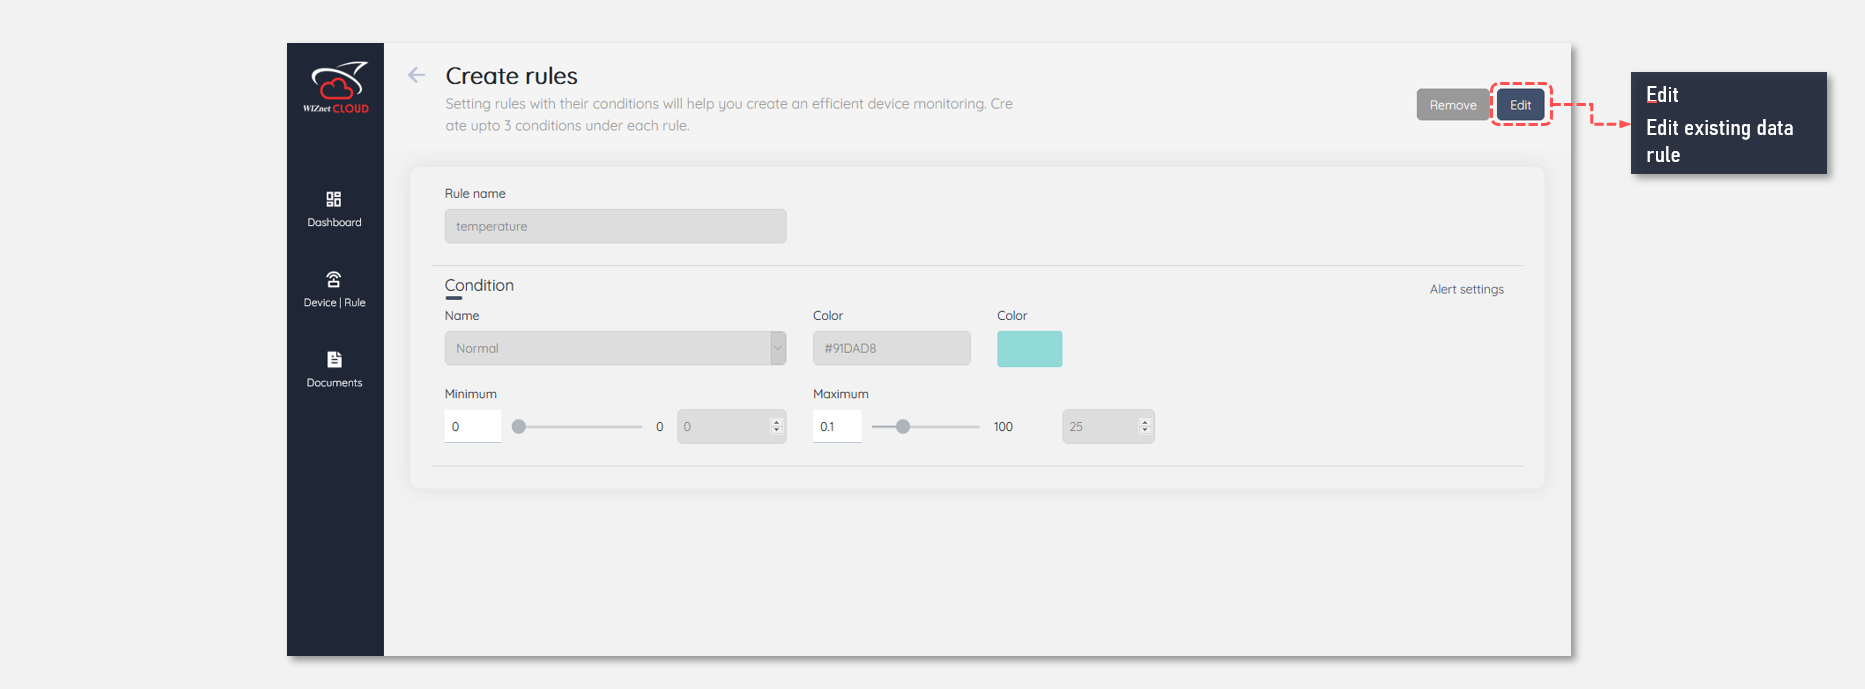 WIZnet CLOUD
Dashboard
Device | Rule
Documents
Create rules
Setting rules with their conditions will help you create an efficient device monitoring. Cre
ate upto 3 conditions under each rule.
Remove
Edit
Edit
Edit existing data
rule
Rule name
temperature
Condition
Alert settings
Name
Color
Color
Normal
#91DAD8
Minimum
Maximum
0
0
0
0.1
100
25